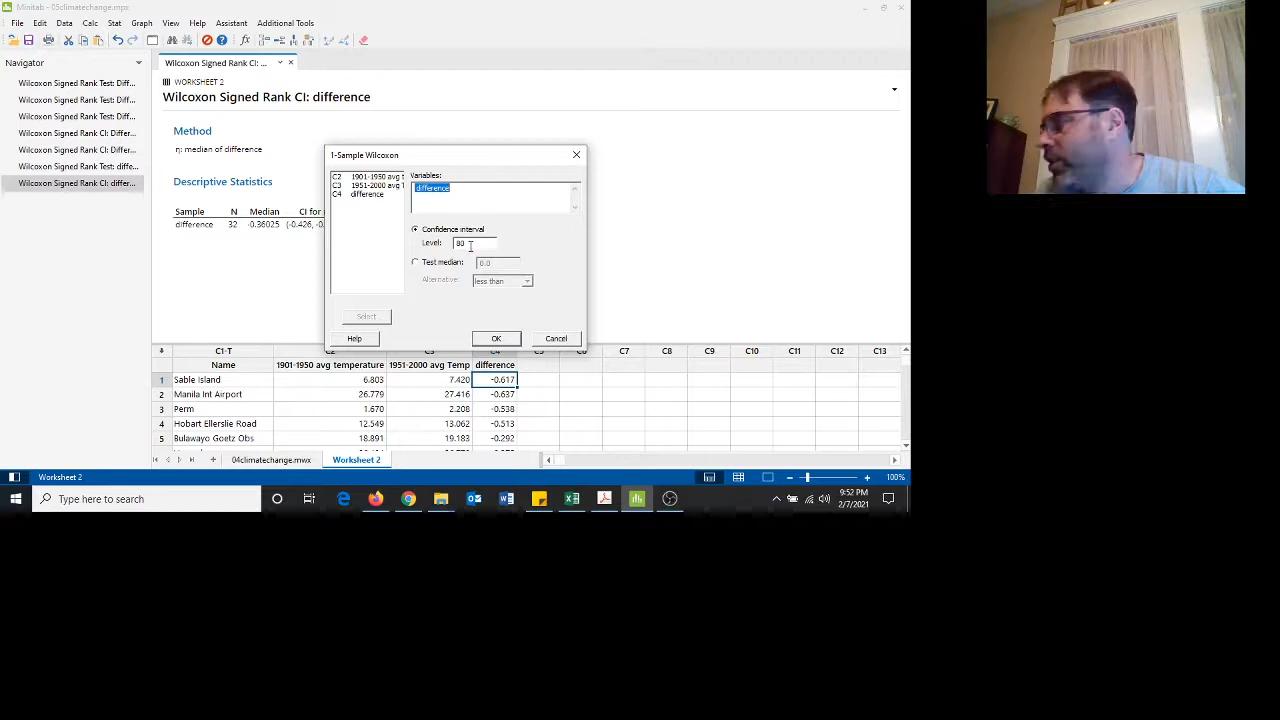 Minitab - 05climatechange.mpx
File Edit Data Calc Stat Graph View Help Assistant Additional Tools
Navigator
Wilcoxon Signed Rank Test: Diff...
Wilcoxon Signed Rank Test: Diff...
Wilcoxon Signed Rank Test: Diff...
Wilcoxon Signed Rank CI: Differ...
Wilcoxon Signed Rank CI: Differ...
Wilcoxon Signed Rank Test: diffe...
Wilcoxon Signed Rank CI: differ...
Wilcoxon Signed Rank CI: ...
WORKSHEET 2
Wilcoxon Signed Rank CI: difference
Method
η: median of difference
Descriptive Statistics
Sample N Median CI for
difference 32 -0.36025 (-0.426, -0.
1-Sample Wilcoxon
C2 1901-1950 avg t
C3 1951-2000 avg T
C4 difference
Variables:
difference
Confidence interval
Level: 80
Test median: 0.0
Alternative: less than
Select
Help OK Cancel
C1-T C2 C3 C4 C5 C6 C7 C8 C9 C10 C11 C12 C13
Name 1901-1950 avg temperature 1951-2000 avg Temp difference
1 Sable Island 6.803 7.420 -0.617
2 Manila Int Airport 26.779 27.416 -0.637
3 Perm 1.670 2.208 -0.538
4 Hobart Ellerslie Road 12.549 13.062 -0.513
5 Bulawayo Goetz Obs 18.891 19.183 -0.292
04climatechange.mwx Worksheet 2
Worksheet 2 100%
Type here to search
9:52 PM
2/7/2021